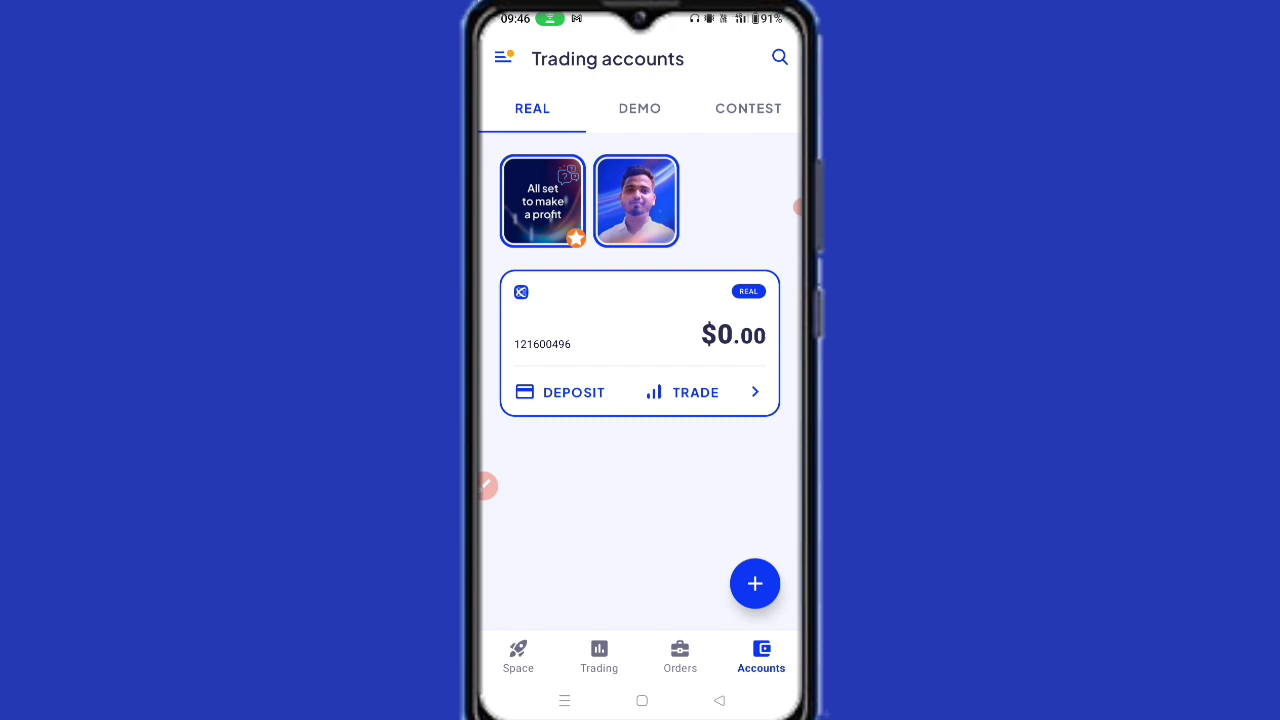 09:46
91%
Trading accounts
REAL
DEMO
CONTEST
All set
to make
a profit
REAL
$0.00
121600496
DEPOSIT
TRADE
Space
Trading
Orders
Accounts